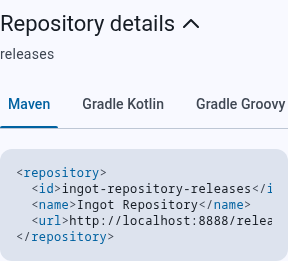 Repository details
releases
Maven Gradle Kotlin Gradle Groovy
<repository>
<id>ingot-repository-releases</i
<name>Ingot Repository</name>
<url>http://localhost:8888/relea
</repository>